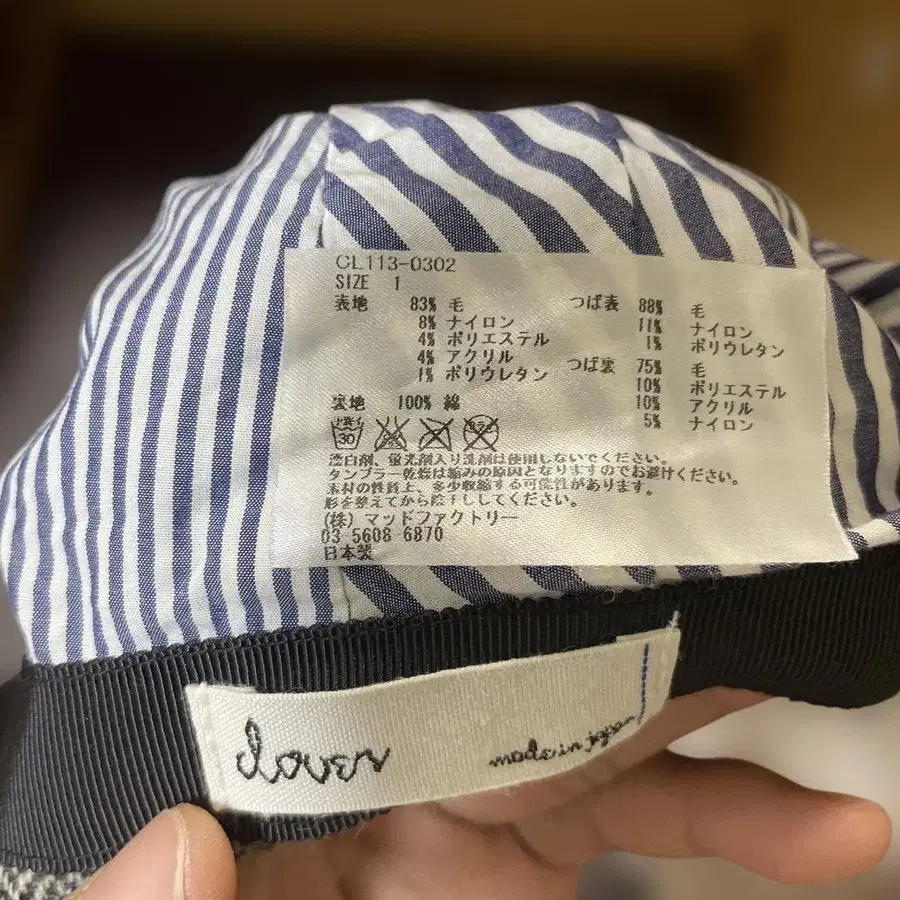 CL113-0302
SIZE 1
表地 83% 毛
8% ナイロン
4% ポリエステル
4% アクリル
1% ポリウレタン
裏地 100% 綿
つば表 88% 毛
11% ナイロン
1% ポリウレタン
つば裏 75% 毛
10% ポリエステル
10% アクリル
5% ナイロン
30
漂白剤、蛍光剤入り洗剤は使用しないでください。
タンブラー乾燥は縮みの原因となりますのでお避けください。
素材の性質上、多少収縮する可能性があります。
形を整えてから陰干ししてください。
(株) マッドファクトリー
03 5608 6870
日本製
clover
made in japan